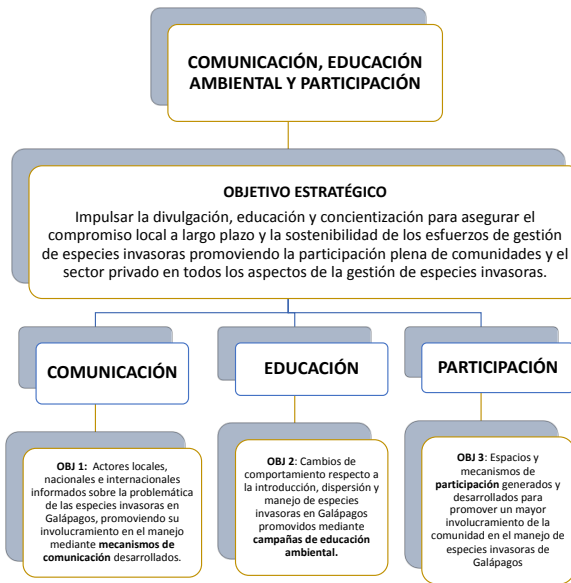 COMUNICACIÓN, EDUCACIÓN
AMBIENTAL Y PARTICIPACIÓN
OBJETIVO ESTRATÉGICO
Impulsar la divulgación, educación y concientización para asegurar el
compromiso local a largo plazo y la sostenibilidad de los esfuerzos de gestión
de especies invasoras promoviendo la participación plena de comunidades y el
sector privado en todos los aspectos de la gestión de especies invasoras.
COMUNICACIÓN
EDUCACIÓN
PARTICIPACIÓN
OBJ 1: Actores locales,
nacionales e internacionales
informados sobre la problemática
de las especies invasoras en
Galápagos, promoviendo su
involucramiento en el manejo
mediante mecanismos de
comunicación desarrollados.
OBJ 2: Cambios de
comportamiento respecto a
la introducción, dispersión y
manejo de especies
invasoras en Galápagos
promovidos mediante
campañas de educación
ambiental.
OBJ 3: Espacios y
mecanismos de
participación generados y
desarrollados para
promover un mayor
involucramiento de la
comunidad en el manejo de
especies invasoras de
Galápagos